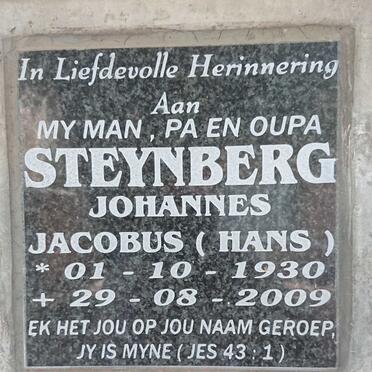 In Liefdevolle Herinnering
Aan
MY MAN , PA EN OUPA
STEYNBERG
JOHANNES
JACOBUS ( HANS )
* 01 - 10 - 1930
+ 29 - 08 - 2009
EK HET JOU OP JOU NAAM GEROEP,
JY IS MYNE ( JES 43 : 1 )